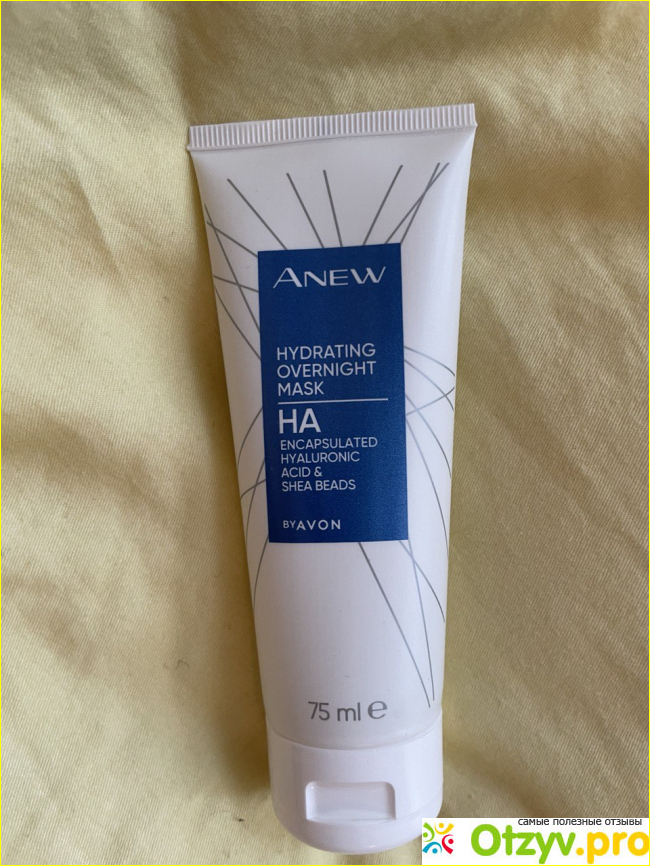 ANEW
HYDRATING
OVERNIGHT
MASK
HA
ENCAPSULATED
HYALURONIC
ACID &
SHEA BEADS
BY AVON
75 ml ℮
самые полезные отзывы
Otzyv.pro